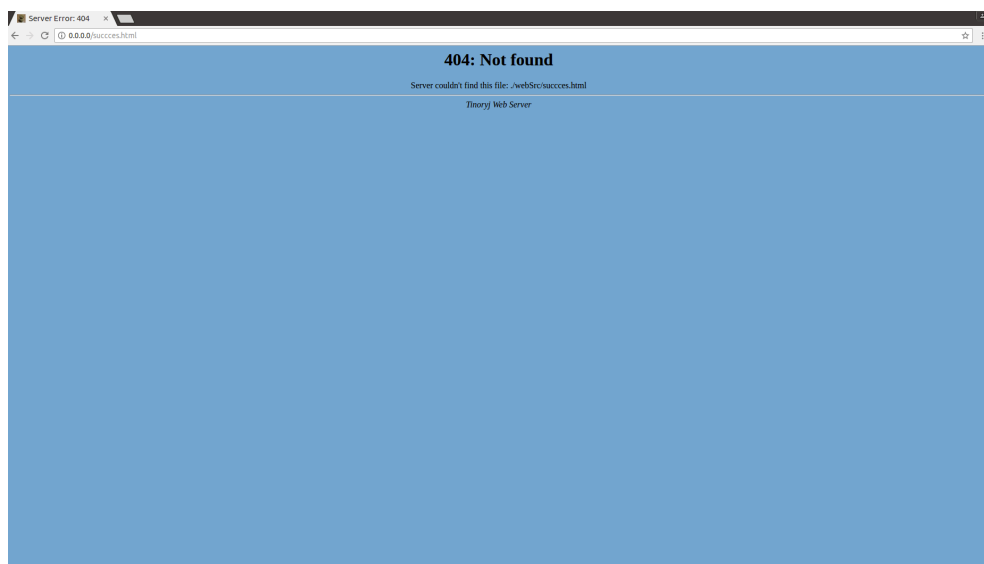 Server Error: 404
0.0.0.0/succces.html
404: Not found
Server couldn't find this file: ./webSrc/succces.html
Tinoryj Web Server